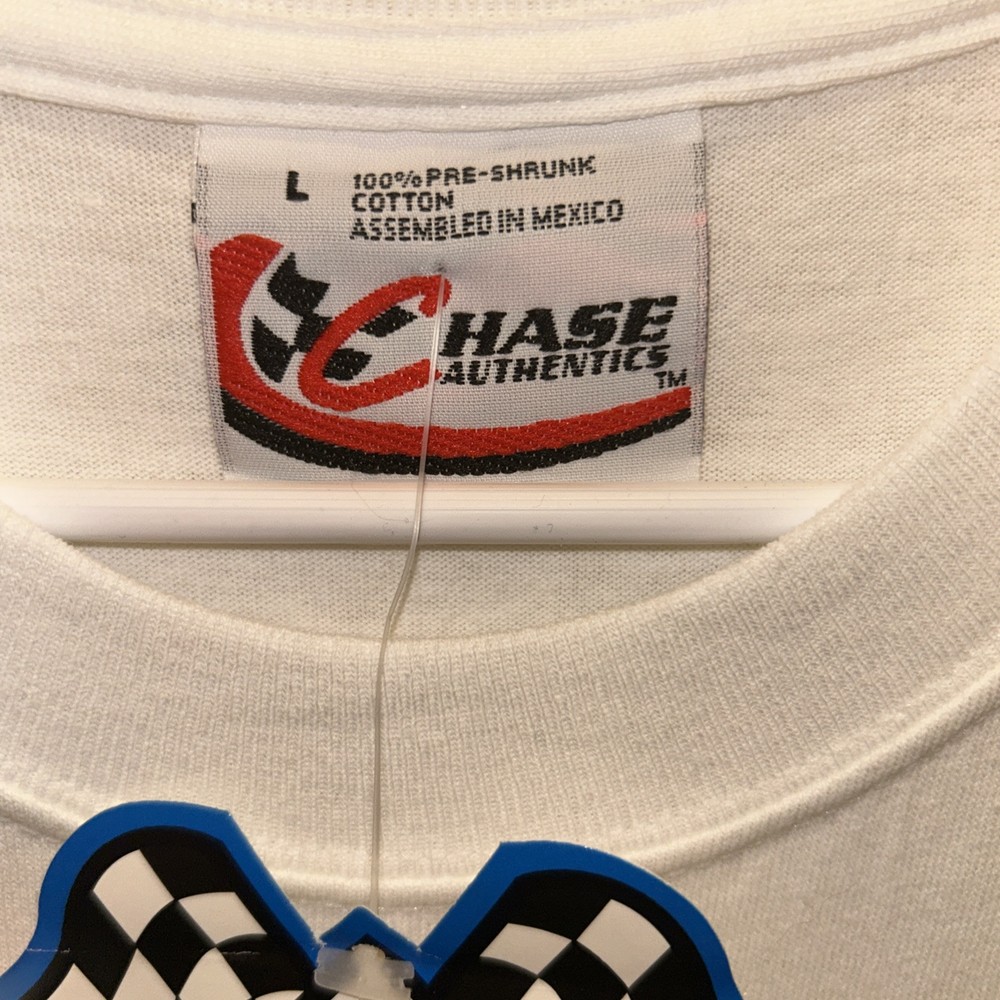 L
100% PRE-SHRUNK
COTTON
ASSEMBLED IN MEXICO
CHASE
AUTHENTICS
TM